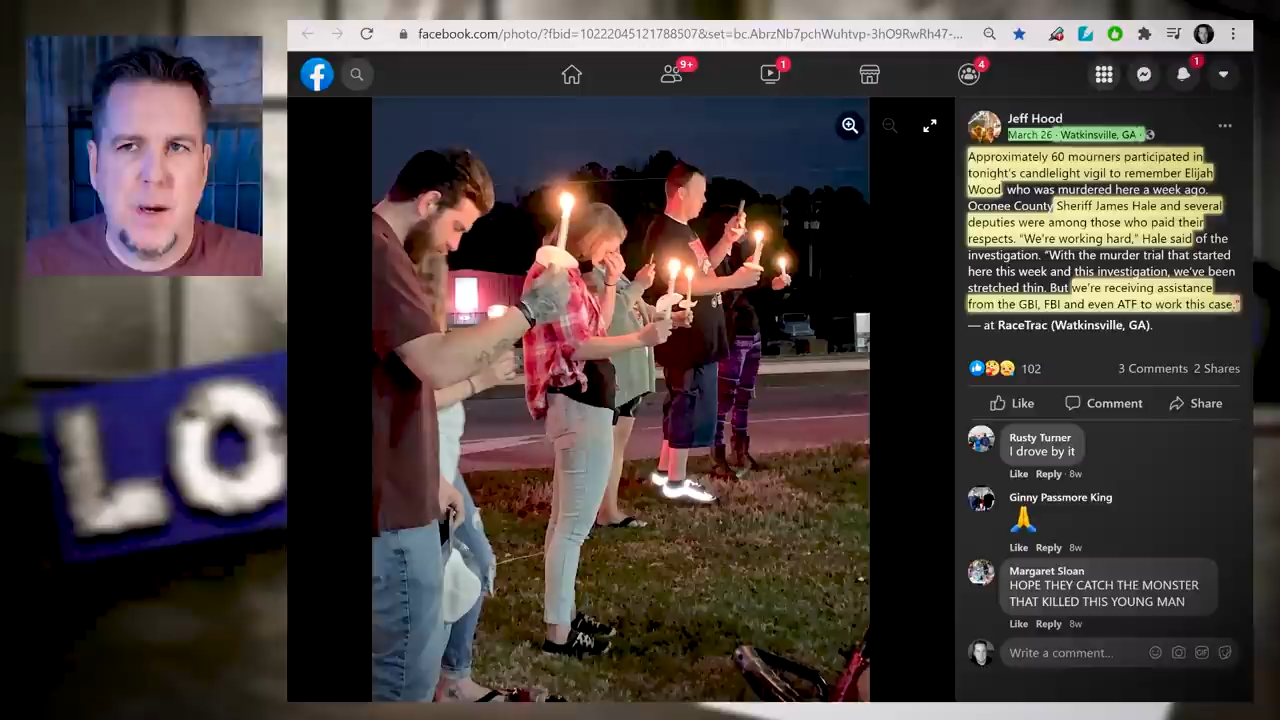 facebook.com/photo/?fbid=10222045121788507&set=bc.AbrzNb7pchWuhtvp-3hO9RwRh47-...
9+
1
4
1
Jeff Hood
March 26 · Watkinsville, GA ·
Approximately 60 mourners participated in
tonight's candlelight vigil to remember Elijah
Wood who was murdered here a week ago.
Oconee County Sheriff James Hale and several
deputies were among those who paid their
respects. "We're working hard," Hale said of the
investigation. "With the murder trial that started
here this week and this investigation, we've been
stretched thin. But we're receiving assistance
from the GBI, FBI and even ATF to work this case."
— at RaceTrac (Watkinsville, GA).
102
3 Comments 2 Shares
Like Comment Share
Rusty Turner
I drove by it
Like Reply · 8w
Ginny Passmore King
Like Reply 8w
Margaret Sloan
HOPE THEY CATCH THE MONSTER
THAT KILLED THIS YOUNG MAN
Like Reply 8w
Write a comment...
GIF
LO